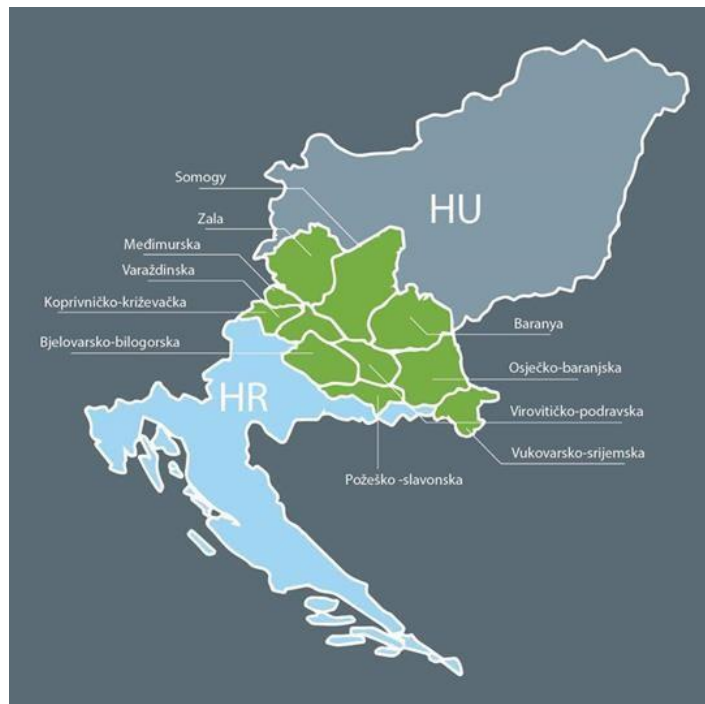 Somogy
HU
Zala
Međimurska
Varaždinska
Koprivničko-križevačka
Baranya
Bjelovarsko-bilogorska
Osječko-baranjska
HR
Virovitičko-podravska
Vukovarsko-srijemska
Požeško -slavonska